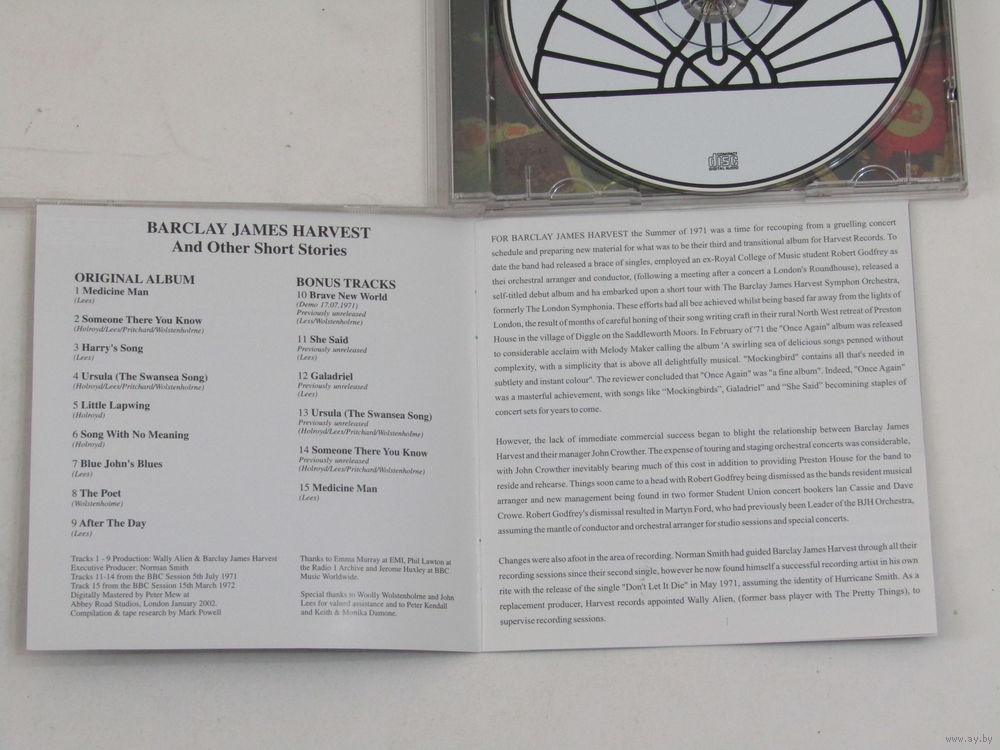 COMPACT
disc
DIGITAL AUDIO
BARCLAY JAMES HARVEST
And Other Short Stories
ORIGINAL ALBUM
1 Medicine Man
(Lees)
2 Someone There You Know
(Holroyd/Lees/Pritchard/Wolstenholrne)
3 Harry's Song
(Lees)
4 Ursula (The Swansea Song)
(Holroyd/Lees/Pritchard/Wolstenholrne)
5 Little Lapwing
(Holroyd)
6 Song With No Meaning
(Holroyd)
7 Blue John's Blues
(Lees)
8 The Poet
(Wolstenhoime)
9 After The Day
(Lees)
BONUS TRACKS
10 Brave New World
(Demo 17.07.1971)
Previously unreleased
(Less/Wolstenholrne)
11 She Said
Previously unreleased
(Lees)
12 Galadriel
Previously unreleased
(Lees)
13 Ursula (The Swansea Song)
Previously unreleased
(Holroyd/Lees/Pritchard/Wolstenholme)
14 Someone There You Know
Previously unreleased
(Holroyd/Lees/Pritchard/Wolstenholrne)
15 Medicine Man
(Lees)
Tracks 1 - 9 Production: Wally Alien & Barclay James Harvest
Executive Producer: Norman Smith
Tracks 11-14 from the BBC Session 5th July 1971
Track 15 from the BBC Session 15th March 1972
Digitally Mastered by Peter Mew at
Abbey Road Studios, London January 2002.
Compilation & tape research by Mark Powell
Thanks to Emma Murray at EMI, Phil Lawton at
the Radio 1 Archive and Jerome Huxley at BBC
Music Worldwide.
Special thanks to Woolly Wolstenholrne and John
Lees for valued assistance and to Peter Kendall
and Keith & Monika Damone.
FOR BARCLAY JAMES HARVEST the Summer of 1971 was a time for recouping from a gruelling concert
schedule and preparing new material for what was to be their third and transitional album for Harvest Records. To
date the band had released a brace of singles, employed an ex-Royal College of Music student Robert Godfrey as
thei orchestral arranger and conductor, (following a meeting after a concert a London's Roundhouse), released a
self-titled debut album and ha embarked upon a short tour with The Barclay James Harvest Symphon Orchestra,
formerly The London Symphonia. These efforts had all bee achieved whilst being based far away from the lights of
London, the result of months of careful honing of their song writing craft in their rural North West retreat of Preston
House in the village of Diggle on the Saddleworth Moors. In February of '71 the "Once Again" album was released
to considerable acclaim with Melody Maker calling the album 'A swirling sea of delicious songs penned without
complexity, with a simplicity that is above all delightfully musical. "Mockingbird" contains all that's needed in
subtlety and instant colour". The reviewer concluded that "Once Again" was "a fine album". Indeed, "Once Again"
was a masterful achievement, with songs like “Mockingbirds”, Galadriel” and “She Said” becomining staples of
concert sets for years to come.
However, the lack of immediate commercial success began to blight the relationship between Barclay James
Harvest and their manager John Crowther. The expense of touring and staging orchestral concerts was considerable,
with John Crowther inevitably bearing much of this cost in addition to providing Preston House for the band to
reside and rehearse. Things soon came to a head with Robert Godfrey being dismissed as the bands resident musical
arranger and new management being found in two former Student Union concert bookers Ian Cassie and Dave
Crowe. Robert Godfrey's dismissal resulted in Martyn Ford, who had previously been Leader of the BJH Orchestra,
assuming the mantle of conductor and orchestral arranger for studio sessions and special concerts.
Changes were also afoot in the area of recording. Norman Smith had guided Barclay James Harvest through all their
recording sessions since their second single, however he now found himself a successful recording artist in his own
rite with the release of the single "Don't Let It Die" in May 1971, assuming the identity of Hurricane Smith. As a
replacement producer, Harvest records appointed Wally Alien, (former bass player with The Pretty Things), to
supervise recording sessions.
www.ay.by